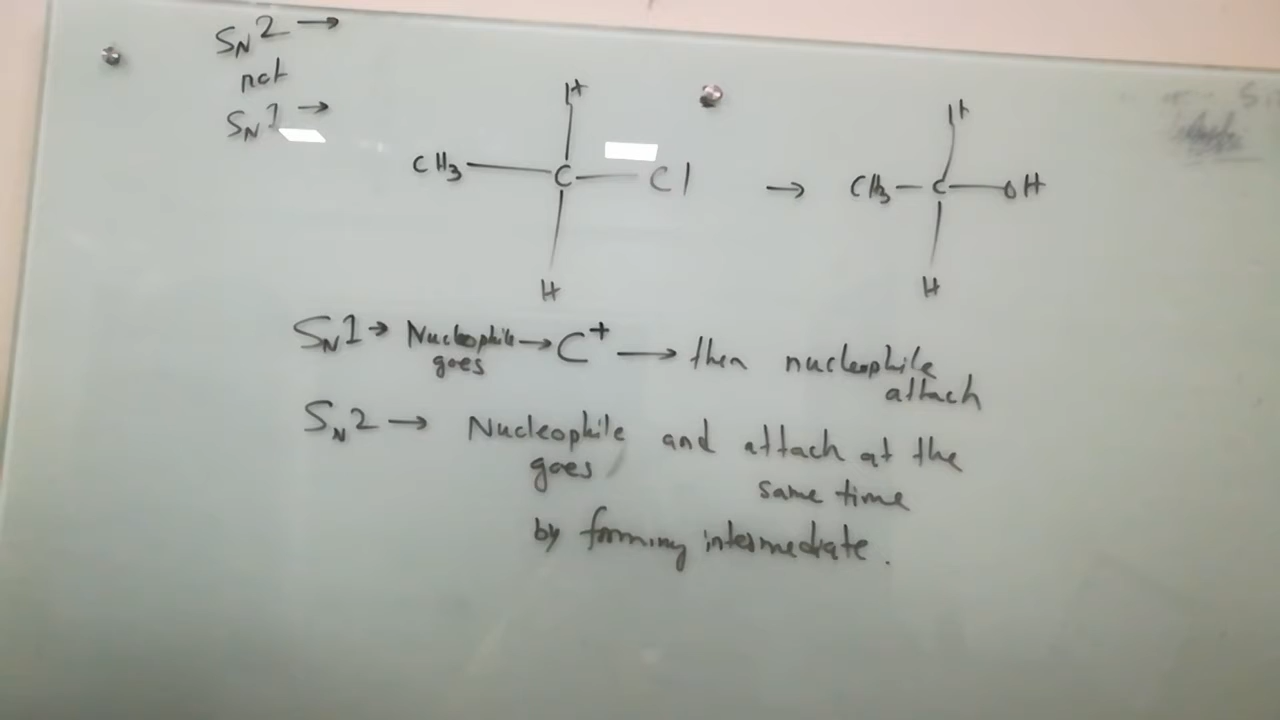 SN2 →
not
SN1 →
H
CH3 C Cl → CH3 C OH
H
H
H
SN1 → Nucleophile goes → C+ → then nucleophile attach
SN2 → Nucleophile goes and attach at the same time
by forming intermediate.